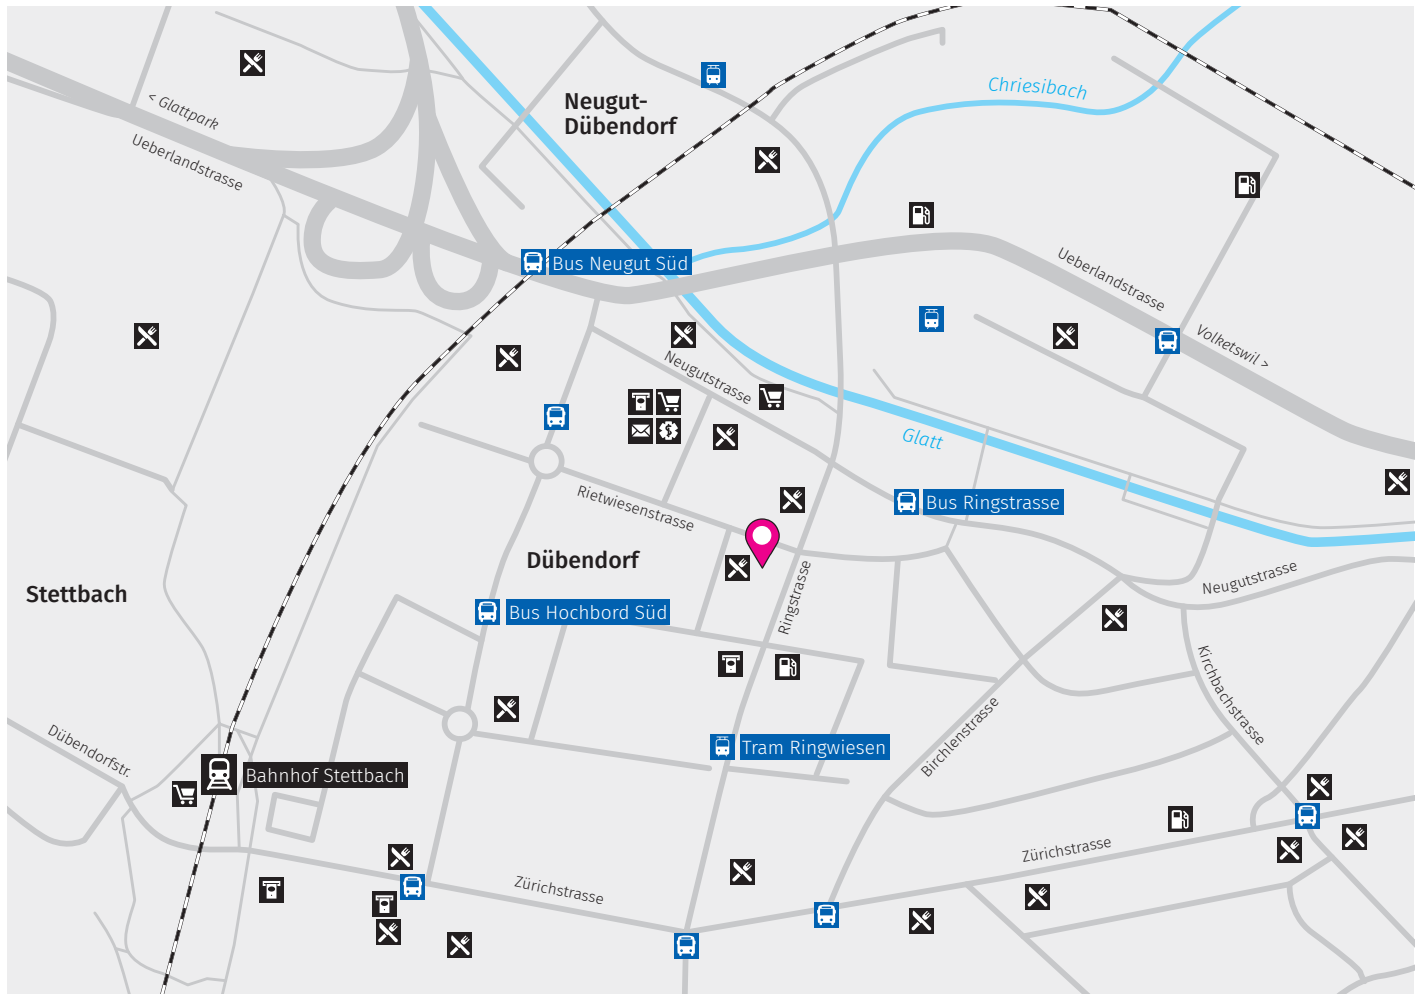 Chriesibach
Neugut-
Dübendorf
< Glattpark
Ueberlandstrasse
Bus Neugut Süd
Ueberlandstrasse
Volketswil >
Neugutstrasse
Glatt
Rietwiesenstrasse
Bus Ringstrasse
Dübendorf
Stettbach
Bus Hochbord Süd
Ringstrasse
Neugutstrasse
Kirchbachstrasse
Dübendorfstr.
Birchlenstrasse
Tram Ringwiesen
Bahnhof Stettbach
Zürichstrasse
Zürichstrasse